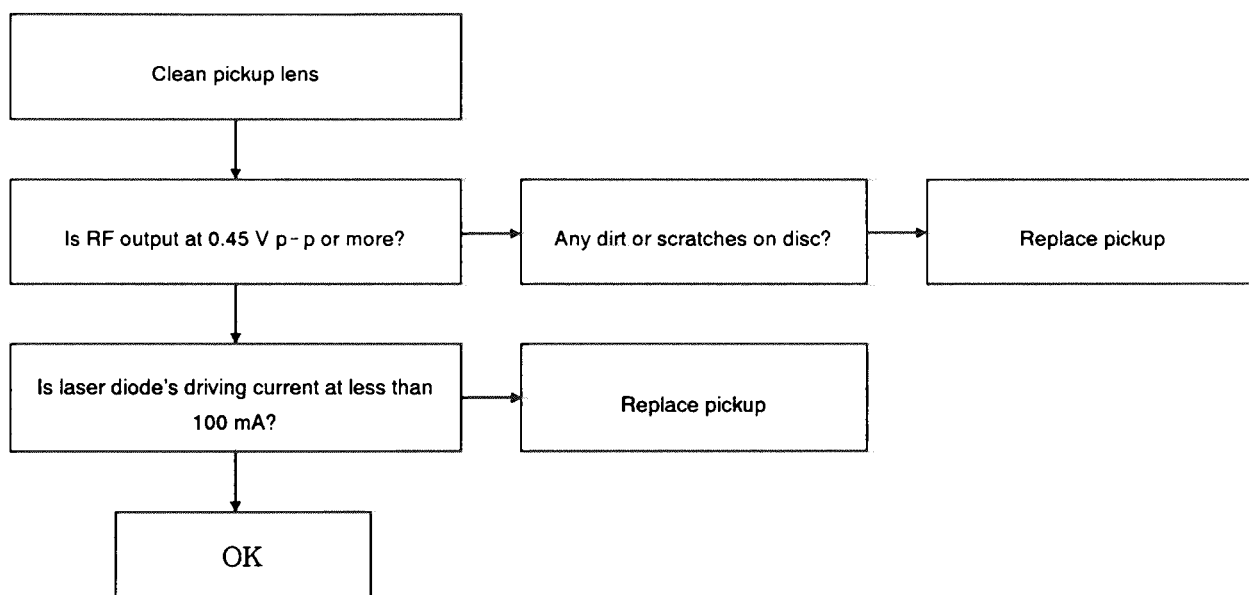 Clean pickup lens
Is RF output at 0.45 V p-p or more?
Any dirt or scratches on disc?
Replace pickup
Is laser diode's driving current at less than
100 mA?
Replace pickup
OK